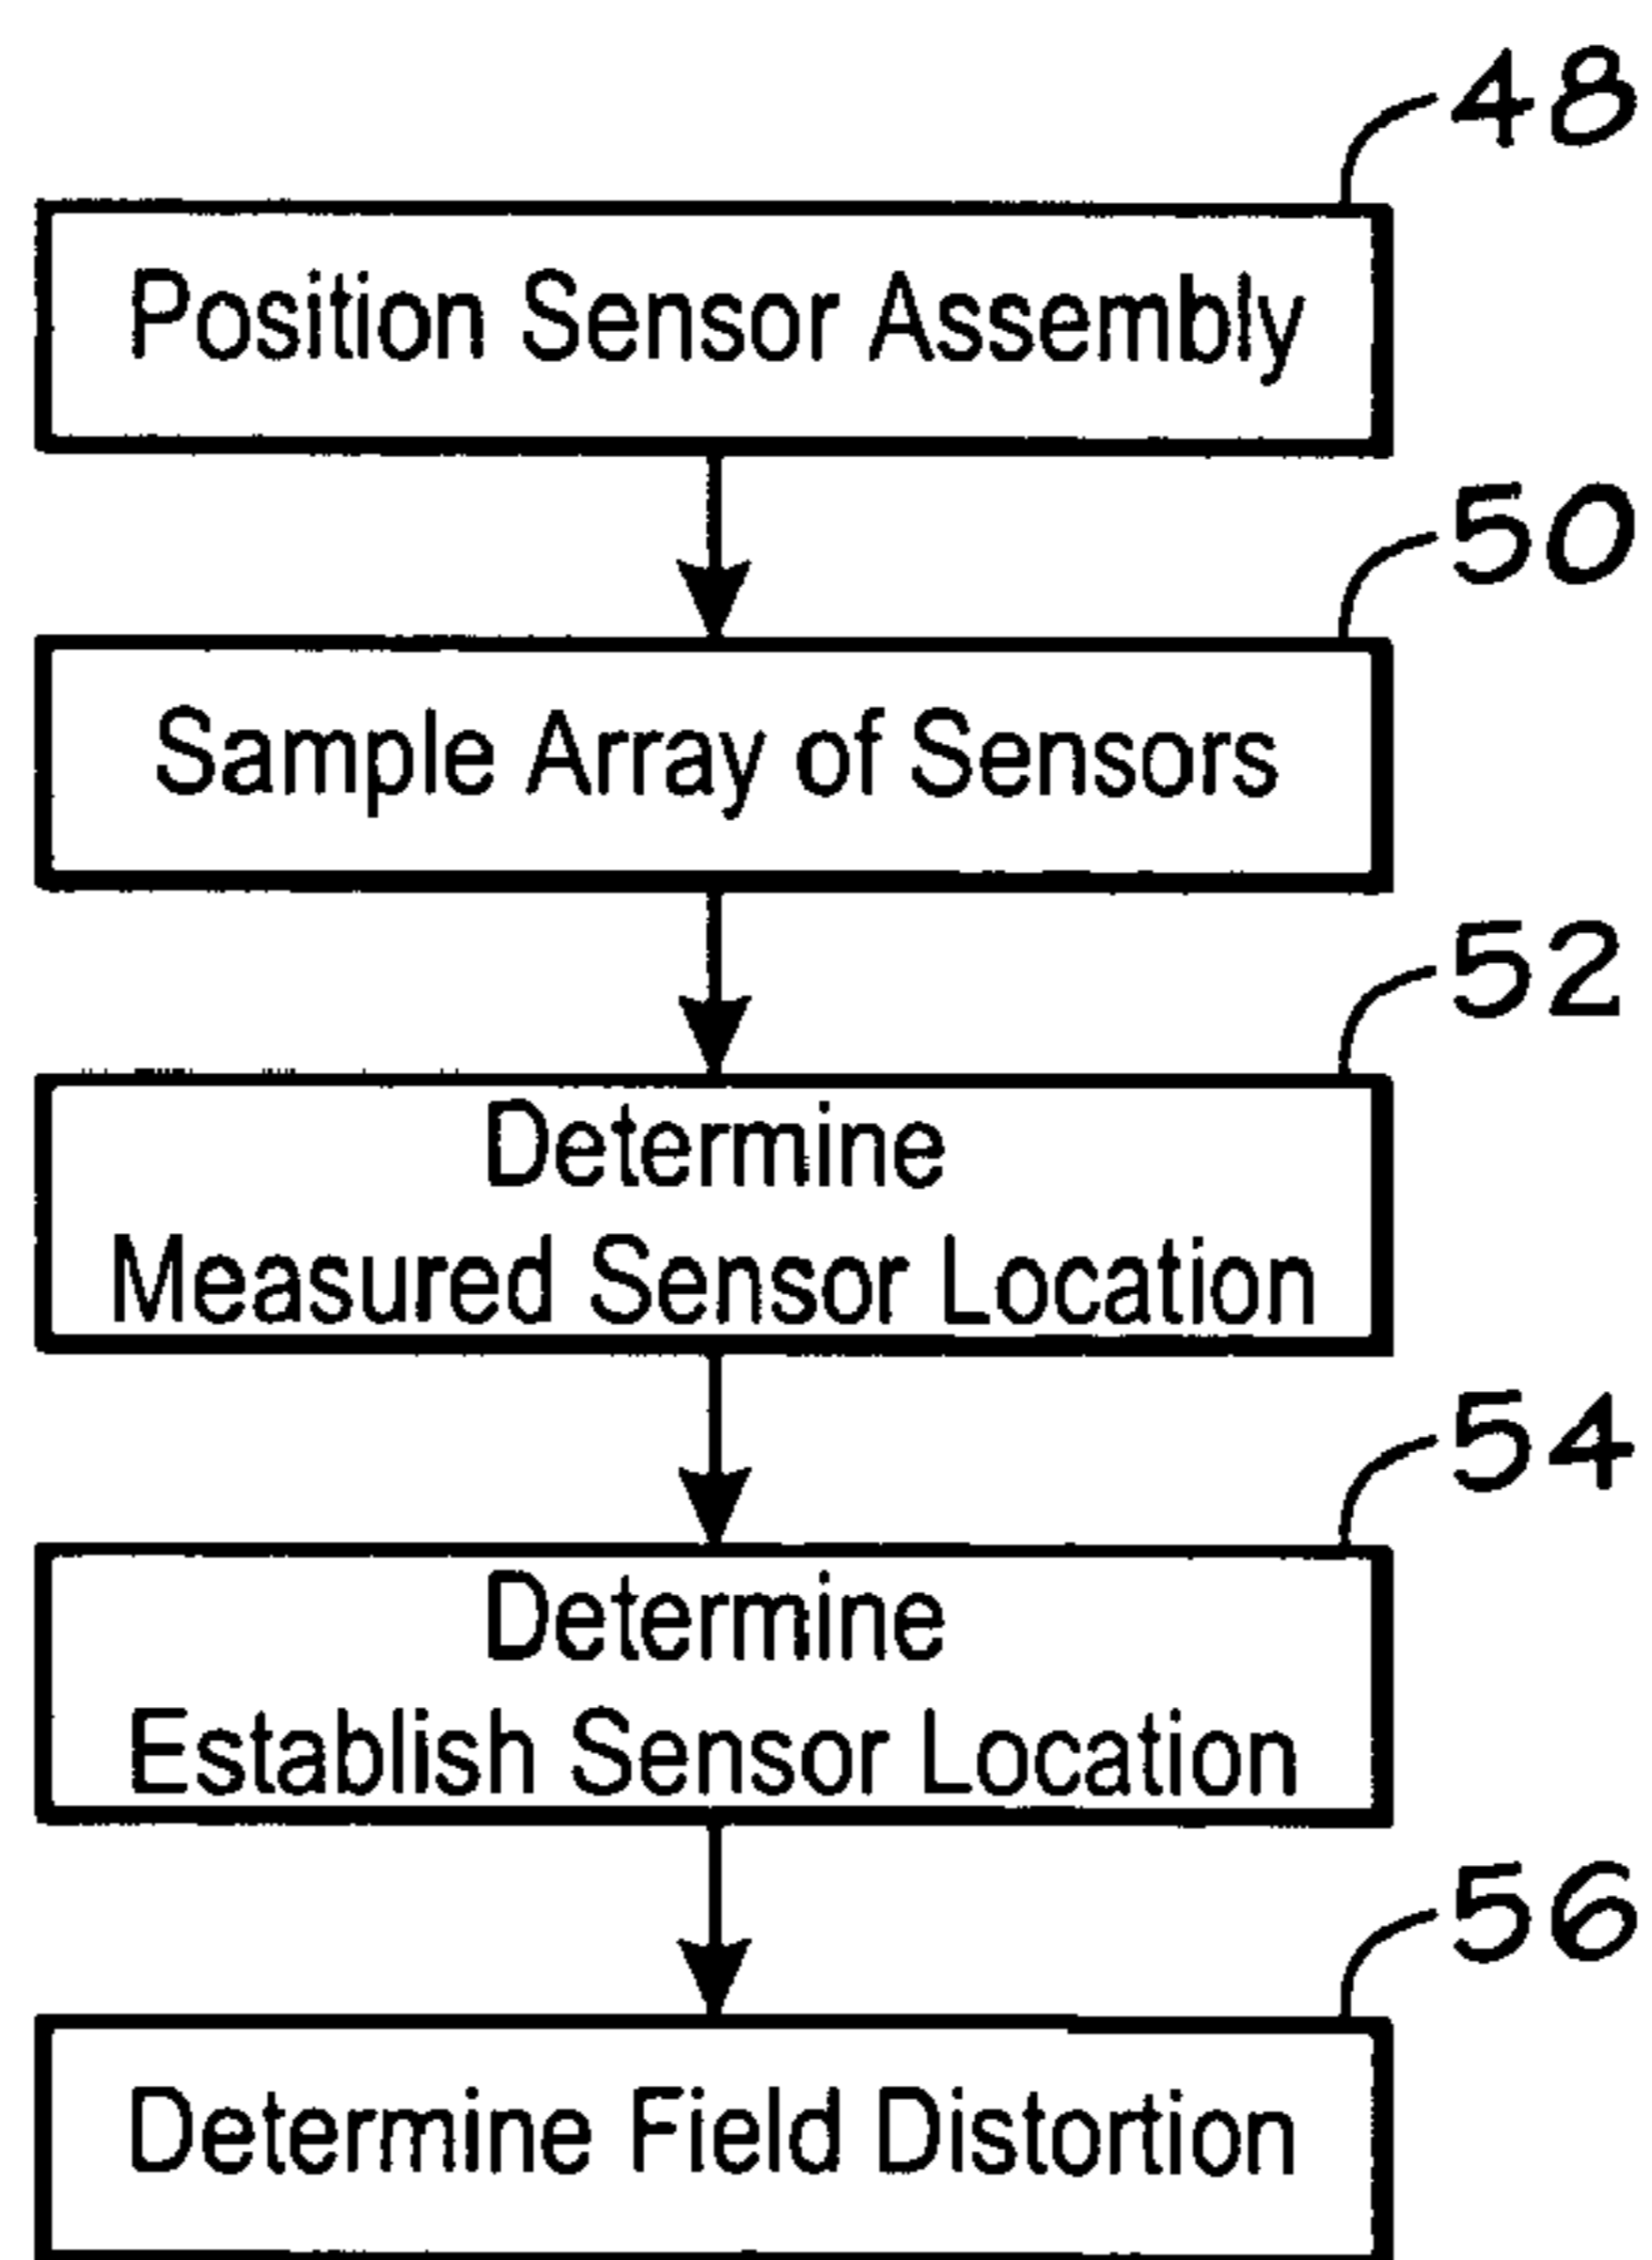 48
Position Sensor Assembly
50
Sample Array of Sensors
52
Determine
Measured Sensor Location
54
Determine
Establish Sensor Location
56
Determine Field Distortion